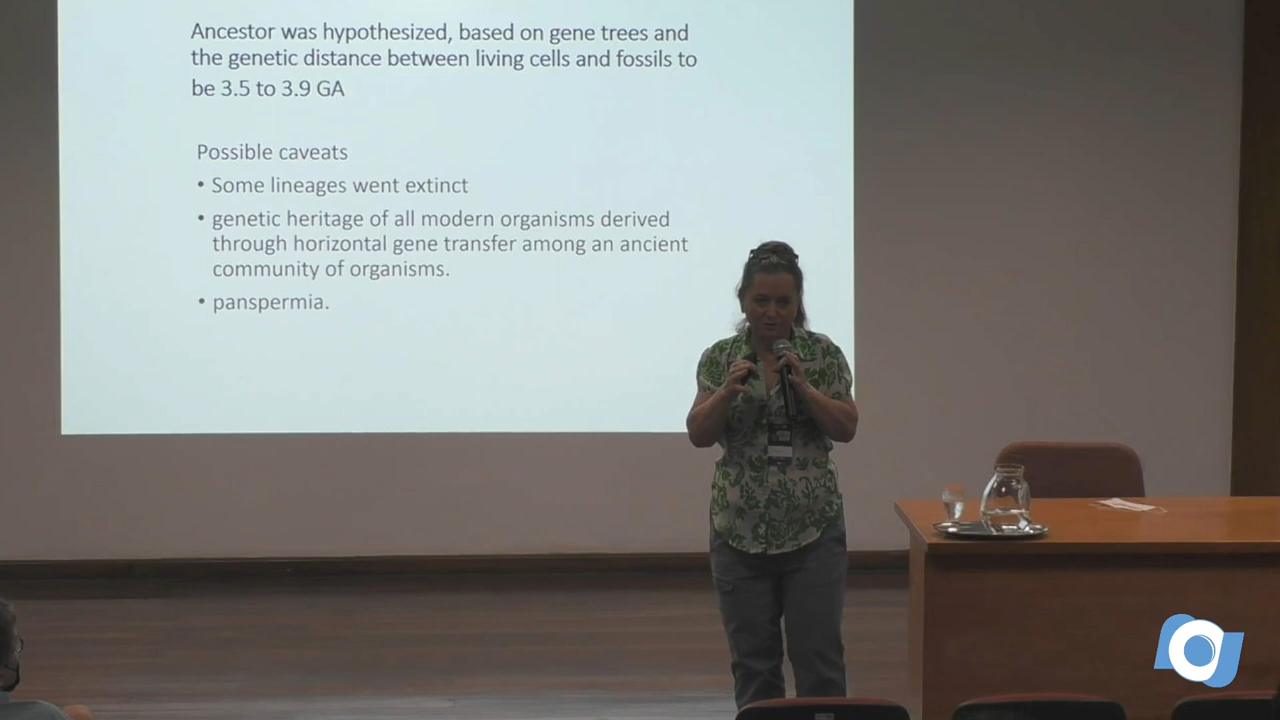 Ancestor was hypothesized, based on gene trees and
the genetic distance between living cells and fossils to
be 3.5 to 3.9 GA
Possible caveats
• Some lineages went extinct
• genetic heritage of all modern organisms derived
through horizontal gene transfer among an ancient
community of organisms.
• panspermia.